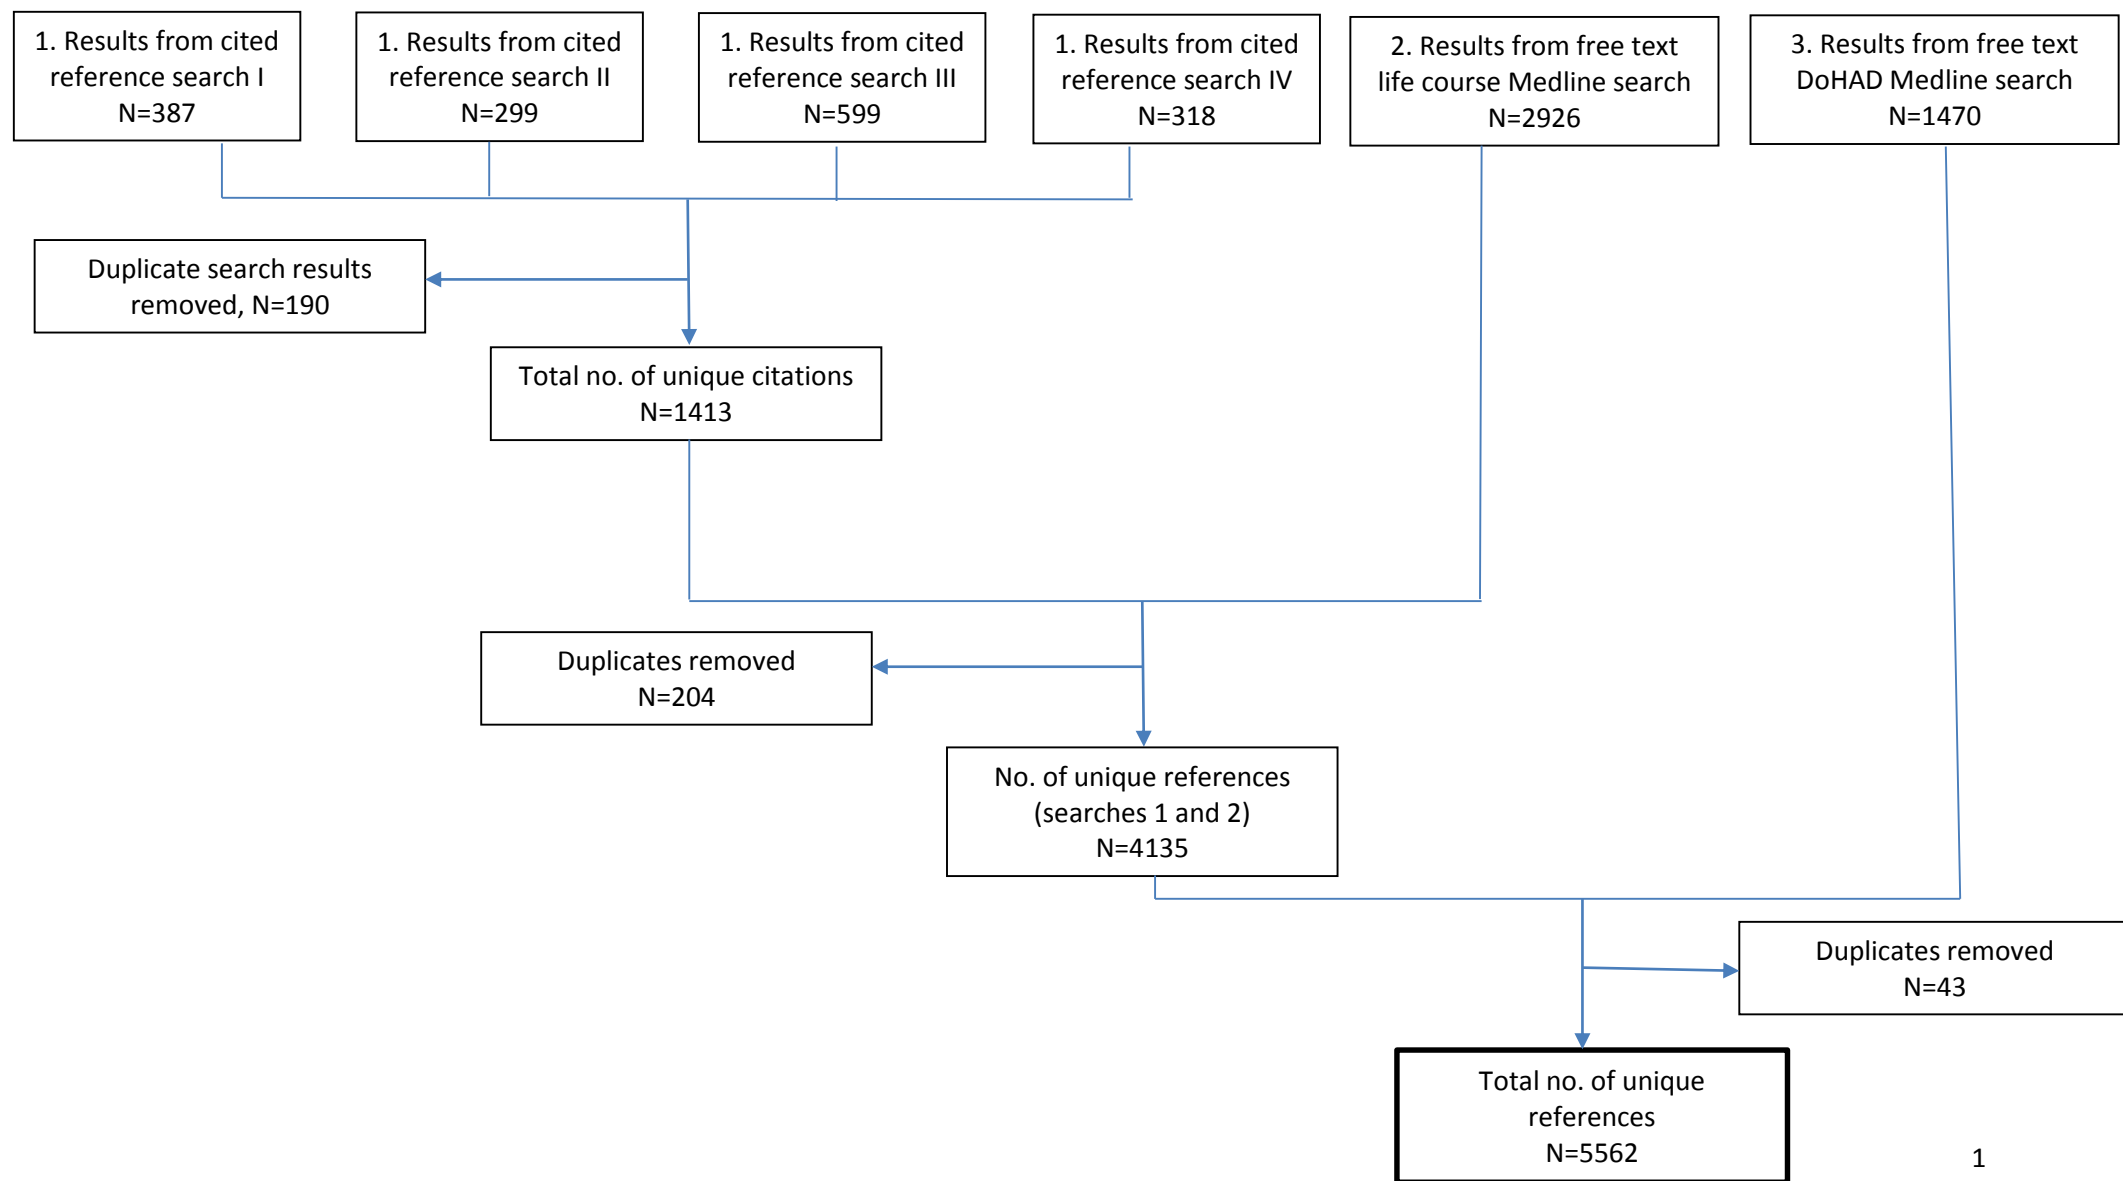 1. Results from cited
reference search I
N=387
1. Results from cited
reference search II
N=299
1. Results from cited
reference search III
N=599
1. Results from cited
reference search IV
N=318
2. Results from free text
life course Medline search
N=2926
3. Results from free text
DoHAD Medline search
N=1470
Duplicate search results
removed, N=190
Total no. of unique citations
N=1413
Duplicates removed
N=204
No. of unique references
(searches 1 and 2)
N=4135
Duplicates removed
N=43
Total no. of unique
references
N=5562
1